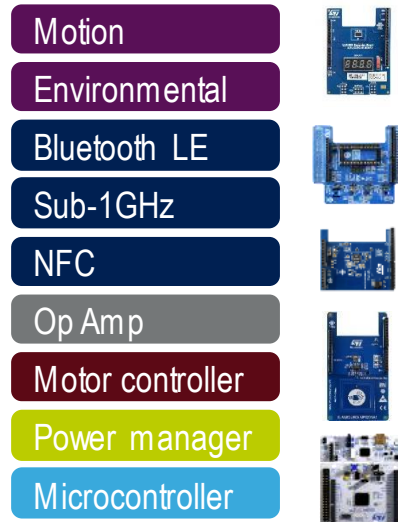 Motion
Environmental
Bluetooth LE
Sub-1GHz
NFC
Op Amp
Motor controller
Power manager
Microcontroller